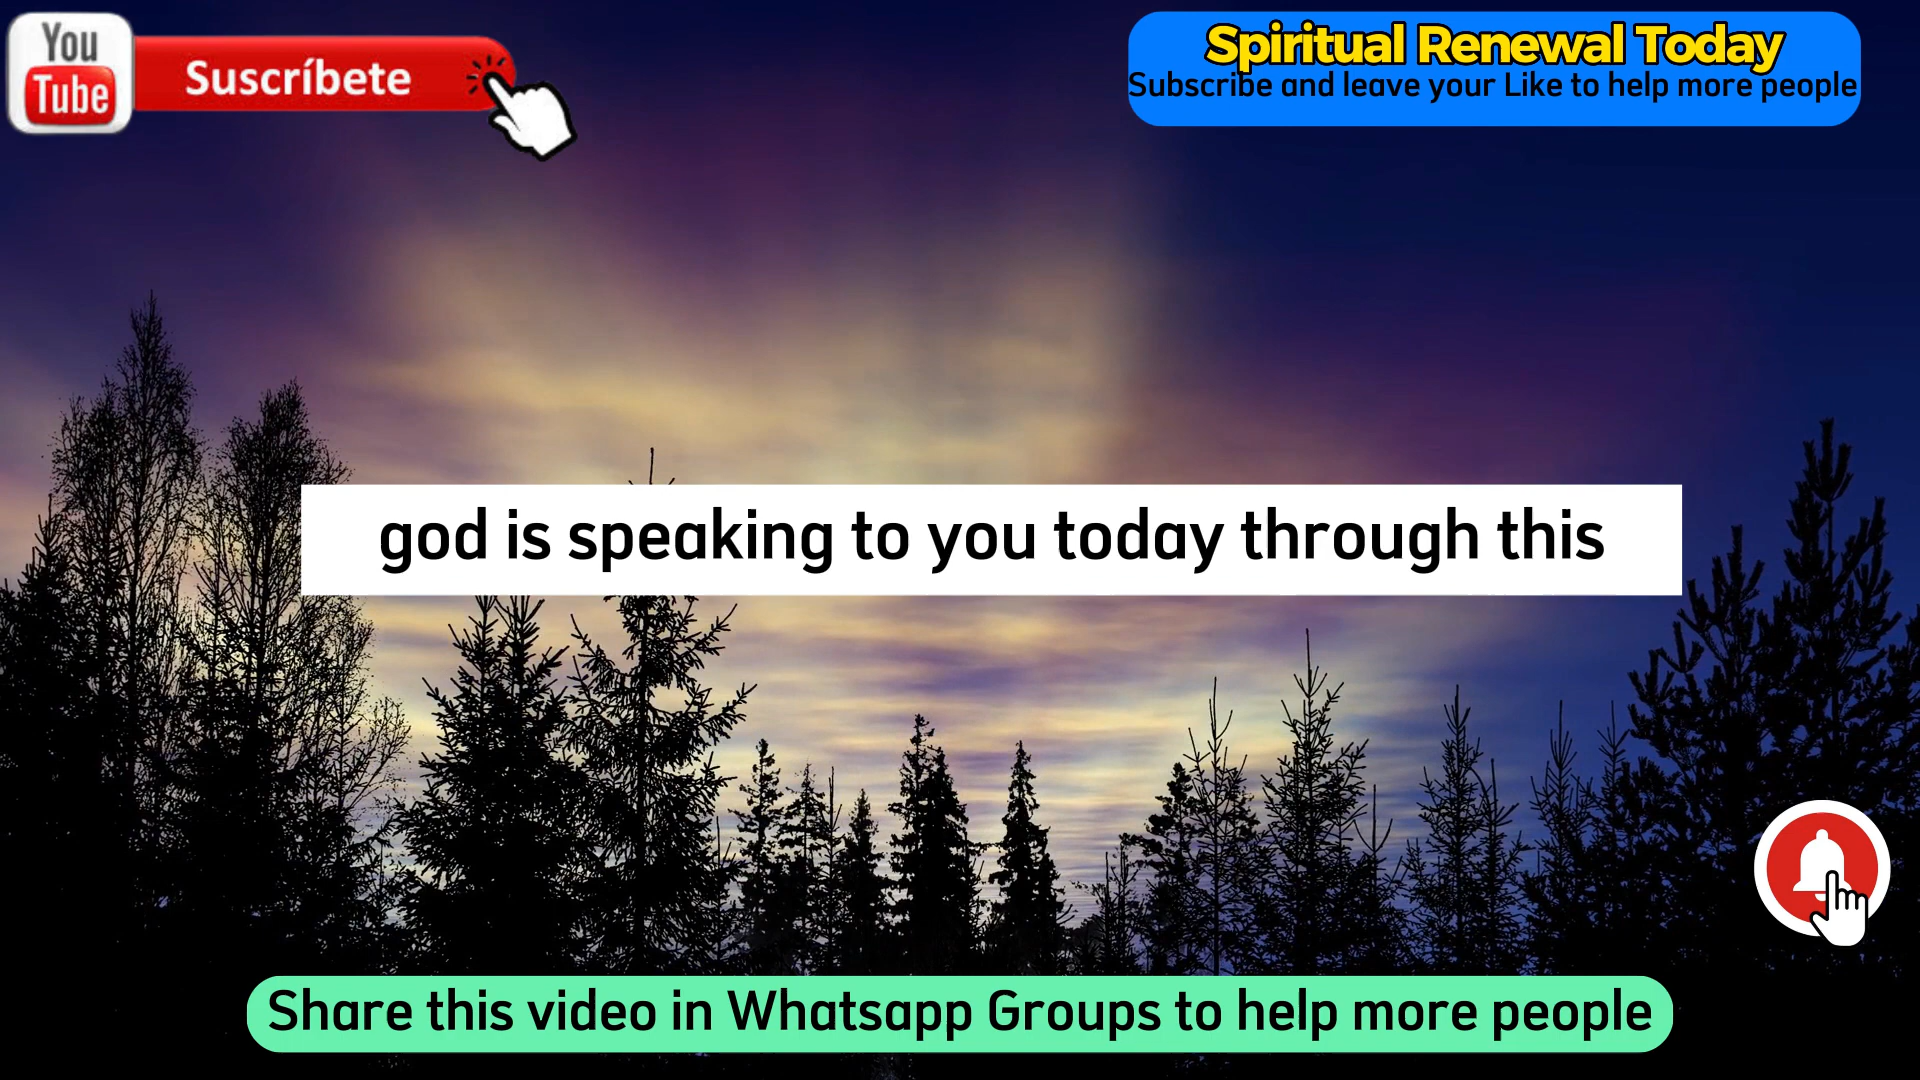 You
Tube
Suscríbete
Spiritual Renewal Today
Subscribe and leave your Like to help more people
god is speaking to you today through this
Share this video in Whatsapp Groups to help more people